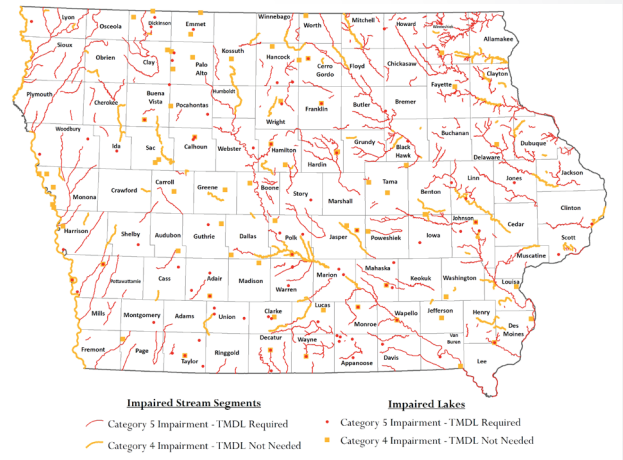 Lyon Osceola Dickinson Emmet Winnebago Worth Mitchell Howard Winneshiek Allamakee
Sioux Obrien Clay Palo Alto Kossuth Hancock Cerro Gordo Floyd Chickasaw Clayton
Plymouth Cherokee Buena Vista Pocahontas Humboldt Wright Franklin Butler Bremer Fayette
Woodbury Ida Sac Calhoun Webster Hamilton Hardin Grundy Black Hawk Buchanan Delaware Dubuque
Monona Crawford Carroll Greene Boone Story Marshall Tama Benton Linn Jones Jackson
Harrison Shelby Audubon Guthrie Dallas Polk Jasper Poweshiek Iowa Johnson Cedar Clinton
Scott
Pottawattamie Cass Adair Madison Warren Marion Mahaska Keokuk Washington Louisa Muscatine
Mills Montgomery Adams Union Clarke Lucas Monroe Wapello Jefferson Henry Des Moines
Fremont Page Taylor Ringgold Decatur Wayne Appanoose Davis Van Buren Lee
Impaired Stream Segments
Category 5 Impairment - TMDL Required
Category 4 Impairment - TMDL Not Needed
Impaired Lakes
Category 5 Impairment - TMDL Required
Category 4 Impairment - TMDL Not Needed